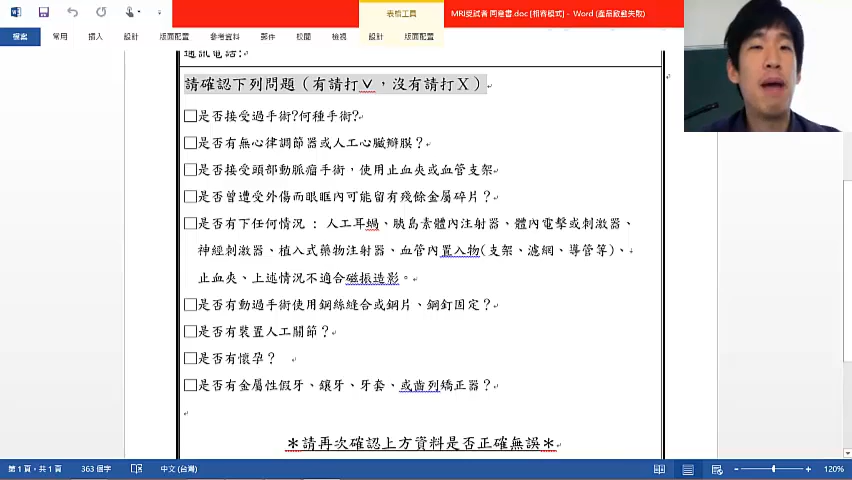 表格工具
MRI受試者 同意書.doc [相容模式] - Word (產品啟動失敗)
檔案 常用 插入 設計 版面配置 參考資料 郵件 校閱 檢視 設計 版面配置
通訊電話:
請確認下列問題（有請打V，沒有請打X）
□是否接受過手術?何種手術?
□是否有無心律調節器或人工心臟瓣膜？
□是否接受頭部動脈瘤手術，使用止血夾或血管支架
□是否曾遭受外傷而眼眶內可能留有殘餘金屬碎片？
□是否有下任何情況 : 人工耳蝸、胰島素體內注射器、體內電擊或刺激器、
神經刺激器、植入式藥物注射器、血管內置入物(支架、濾網、導管等)、
止血夾、上述情況不適合磁振造影。
□是否有動過手術使用鋼絲縫合或鋼片、鋼釘固定？
□是否有裝置人工關節？
□是否有懷孕？
□是否有金屬性假牙、鑲牙、牙套、或齒列矯正器？
＊請再次確認上方資料是否正確無誤＊
第 1 頁，共 1 頁 363 個字 中文 (台灣) 120%